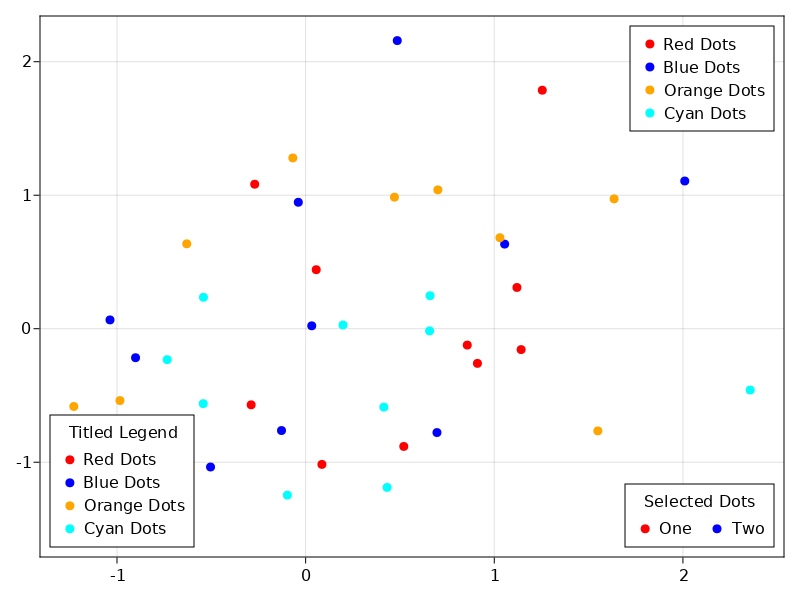 2
1
0
-1
Red Dots
Blue Dots
Orange Dots
Cyan Dots
Titled Legend
Red Dots
Blue Dots
Orange Dots
Cyan Dots
Selected Dots
One Two
-1 0 1 2